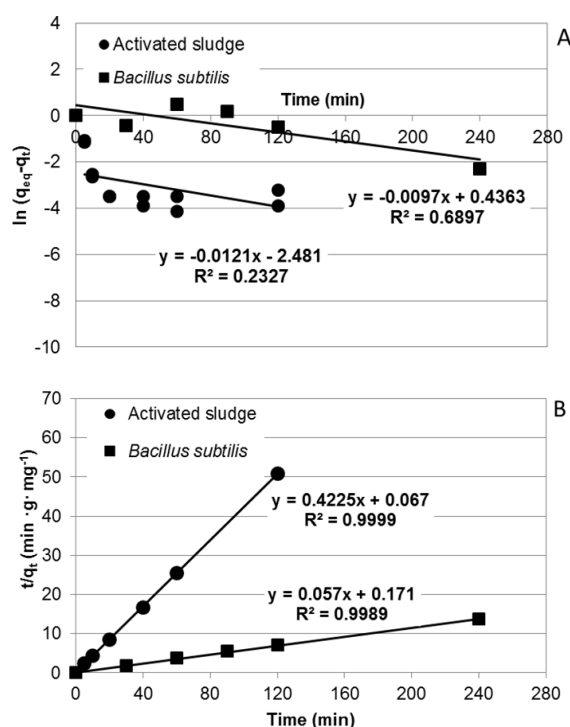 A
4
Activated sludge
2
Bacillus subtilis
Time (min)
0
0 40 80 120 160 200 240 280
-2
y = -0.0097x + 0.4363
R² = 0.6897
-4
y = -0.0121x - 2.481
R² = 0.2327
-6
-8
-10
ln (qeq-qt)
B
70
Activated sludge
60
Bacillus subtilis
50
y = 0.4225x + 0.067
R² = 0.9999
40
30
20
y = 0.057x + 0.171
R² = 0.9989
10
0
0 40 80 120 160 200 240 280
Time (min)
t/qt (min ·g· mg-1)